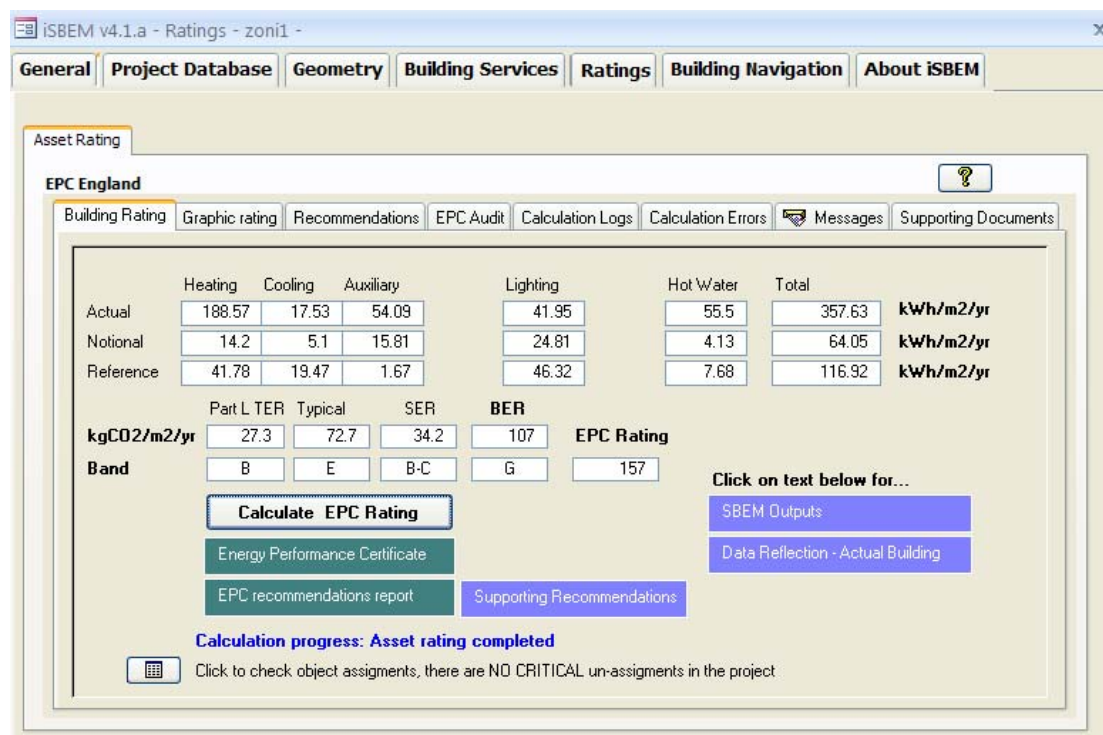 iSBEM v4.1.a - Ratings - zoni1 -
General Project Database Geometry Building Services Ratings Building Navigation About iSBEM
Asset Rating
EPC England
?
Building Rating Graphic rating Recommendations EPC Audit Calculation Logs Calculation Errors Messages Supporting Documents
Heating Cooling Auxiliary Lighting Hot Water Total
Actual 188.57 17.53 54.09 41.95 55.5 357.63 kWh/m2/yr
Notional 14.2 5.1 15.81 24.81 4.13 64.05 kWh/m2/yr
Reference 41.78 19.47 1.67 46.32 7.68 116.92 kWh/m2/yr
Part L TER Typical SER BER
kgCO2/m2/yr 27.3 72.7 34.2 107 EPC Rating
Band B E B-C G 157
Click on text below for...
Calculate EPC Rating SBEM Outputs
Energy Performance Certificate Data Reflection - Actual Building
EPC recommendations report Supporting Recommendations
Calculation progress: Asset rating completed
Click to check object assigments, there are NO CRITICAL un-assigments in the project